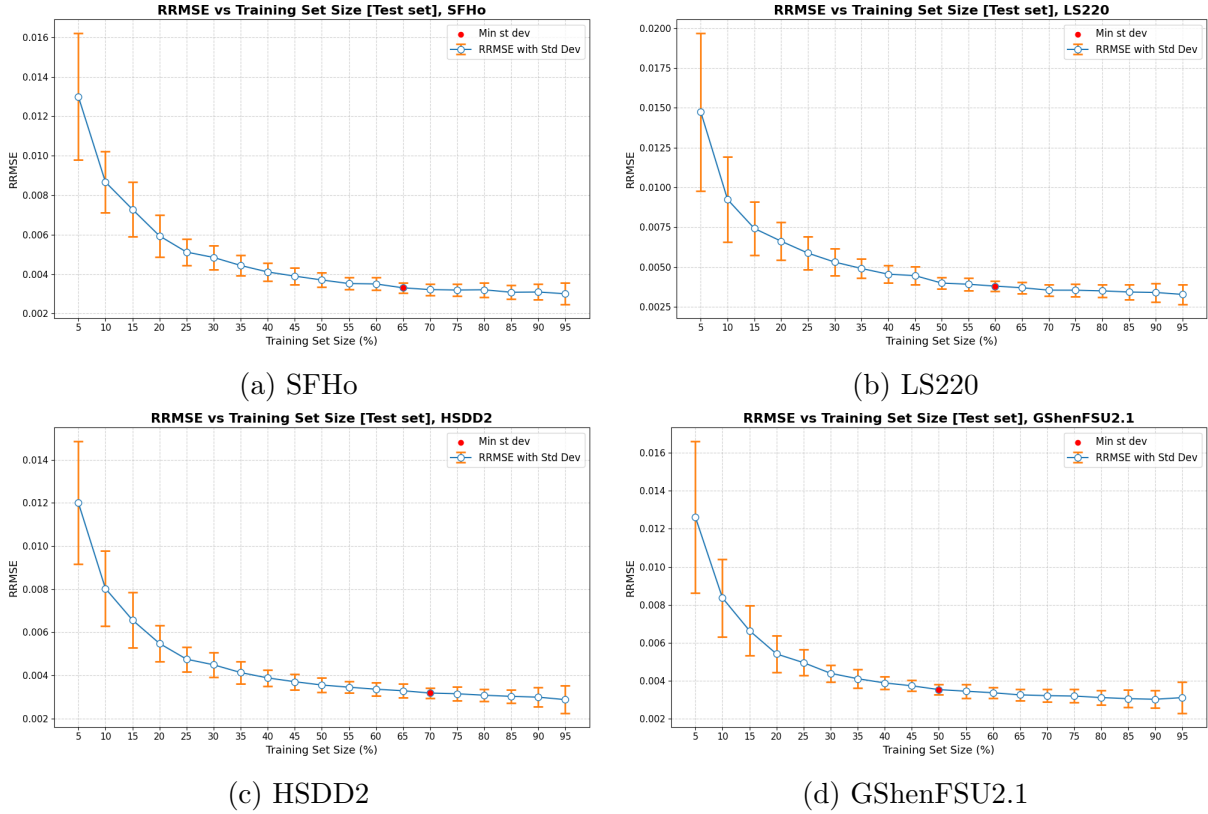 RRMSE vs Training Set Size [Test set], SFHo
Min st dev
RRMSE with Std Dev
0.016
0.014
0.012
0.010
0.008
0.006
0.004
0.002
RRMSE
5 10 15 20 25 30 35 40 45 50 55 60 65 70 75 80 85 90 95
Training Set Size (%)
(a) SFHo
RRMSE vs Training Set Size [Test set], LS220
Min st dev
RRMSE with Std Dev
0.0200
0.0175
0.0150
0.0125
0.0100
0.0075
0.0050
0.0025
RRMSE
5 10 15 20 25 30 35 40 45 50 55 60 65 70 75 80 85 90 95
Training Set Size (%)
(b) LS220
RRMSE vs Training Set Size [Test set], HSDD2
Min st dev
RRMSE with Std Dev
0.014
0.012
0.010
0.008
0.006
0.004
0.002
RRMSE
5 10 15 20 25 30 35 40 45 50 55 60 65 70 75 80 85 90 95
Training Set Size (%)
(c) HSDD2
RRMSE vs Training Set Size [Test set], GShenFSU2.1
Min st dev
RRMSE with Std Dev
0.016
0.014
0.012
0.010
0.008
0.006
0.004
0.002
RRMSE
5 10 15 20 25 30 35 40 45 50 55 60 65 70 75 80 85 90 95
Training Set Size (%)
(d) GShenFSU2.1